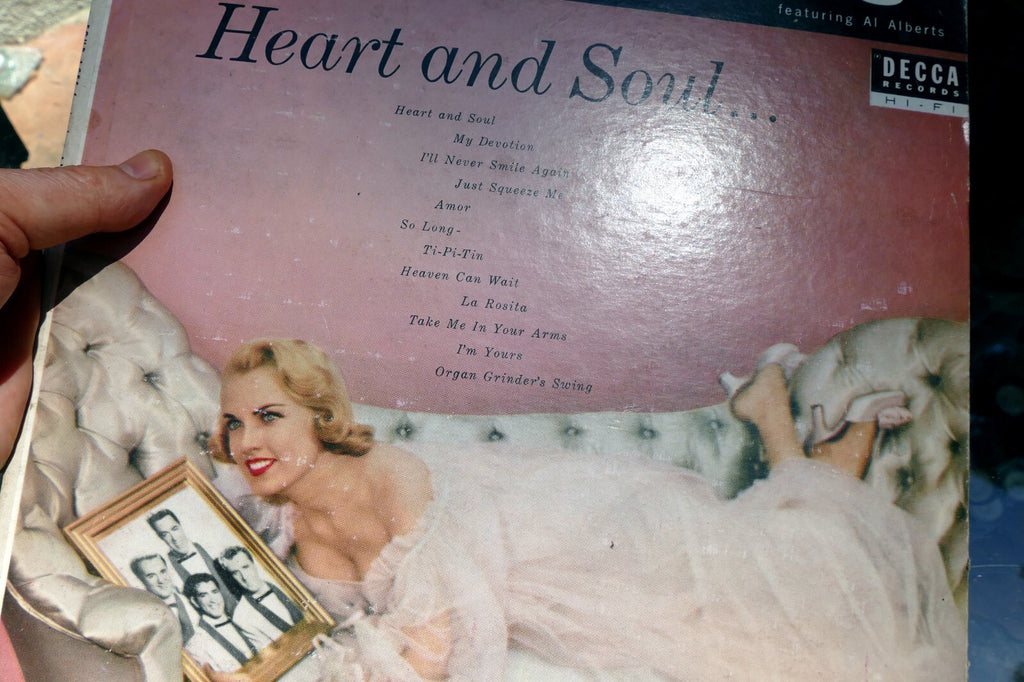 featuring Al Alberts
Heart and Soul...
DECCA
RECORDS
HI-FI
Heart and Soul
My Devotion
I'll Never Smile Again
Just Squeeze Me
Amor
So Long-
Ti-Pi-Tin
Heaven Can Wait
La Rosita
Take Me In Your Arms
I'm Yours
Organ Grinder's Swing